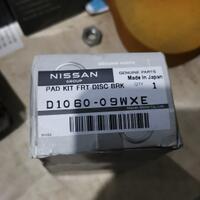 NISSAN
GROUP
GENUINE PARTS
Made in Japan
PAD KIT FRT DISC BRK
QTY
1
D1060-09WXE